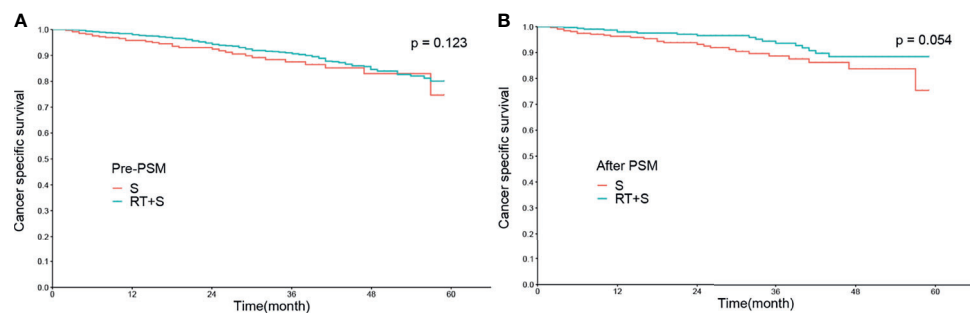 A
1.0
0.9
0.8
0.7
0.6
0.5
0.4
0.3
0.2
0.1
0.0
Cancer specific survival
p = 0.123
Pre-PSM
S
RT+S
0
12
24
36
48
60
Time(month)
B
1.0
0.9
0.8
0.7
0.6
0.5
0.4
0.3
0.2
0.1
0.0
Cancer specific survival
p = 0.054
After PSM
S
RT+S
0
12
24
36
48
60
Time(month)